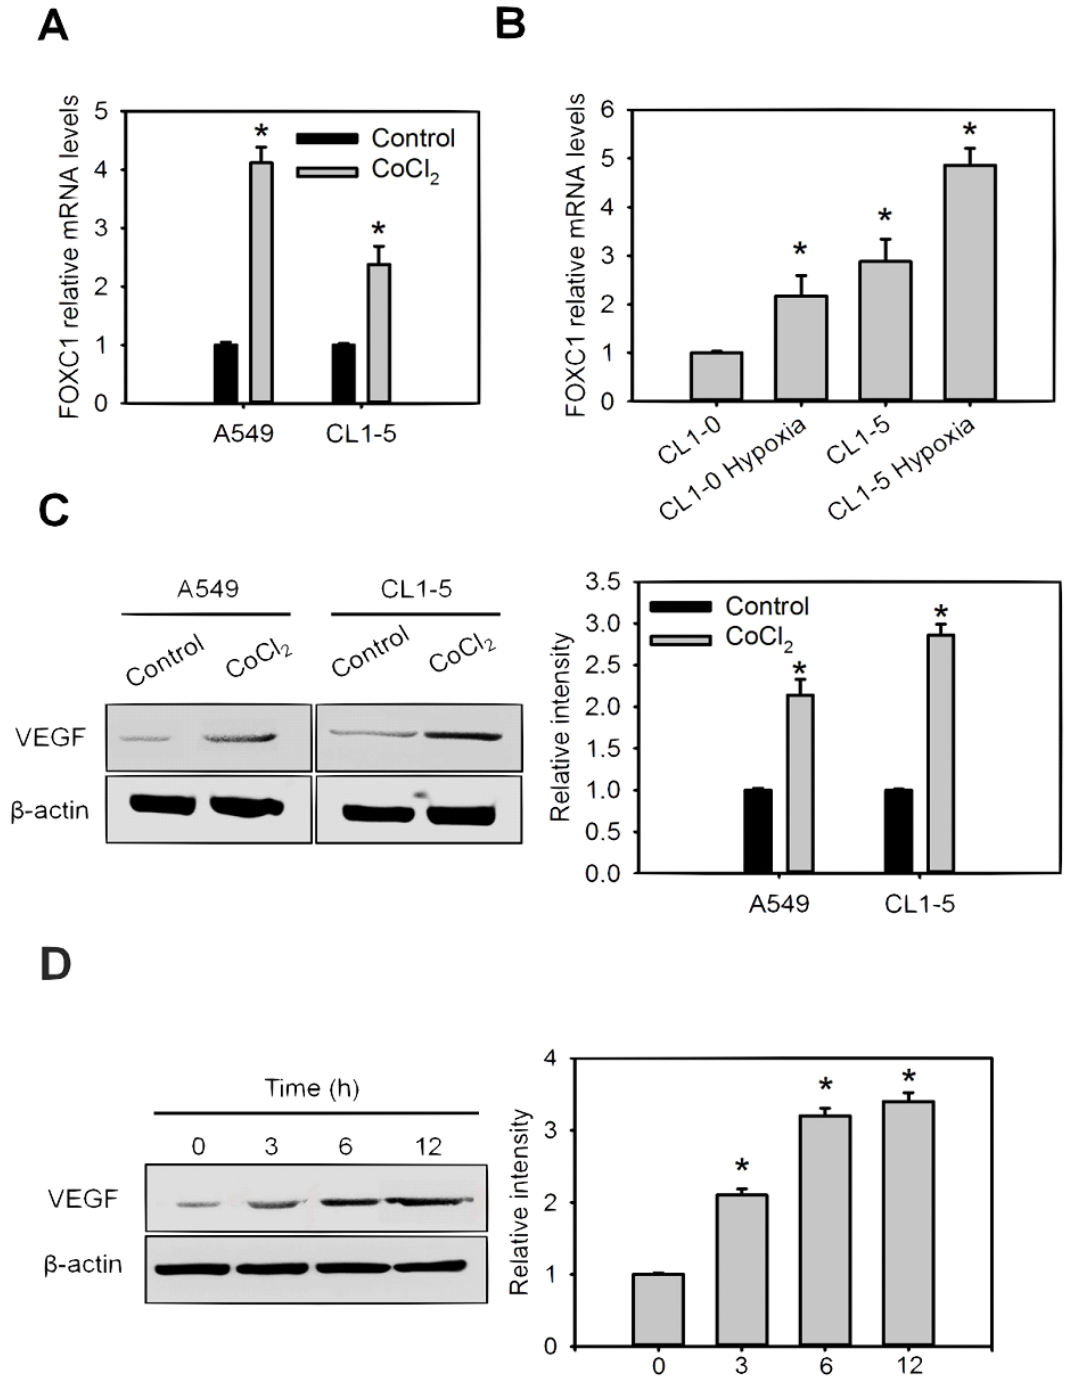 A
FOXC1 relative mRNA levels
5
4
3
2
1
0
*
*
Control
CoCl2
A549
CL1-5
B
FOXC1 relative mRNA levels
6
5
4
3
2
1
0
*
*
*
CL1-0
CL1-0 Hypoxia
CL1-5
CL1-5 Hypoxia
C
A549
CL1-5
Control
CoCl2
Control
CoCl2
VEGF
β-actin
Relative intensity
3.5
3.0
2.5
2.0
1.5
1.0
0.5
0.0
Control
CoCl2
*
*
A549
CL1-5
D
Time (h)
0 3 6 12
VEGF
β-actin
Relative intensity
4
3
2
1
0
*
*
*
0 3 6 12